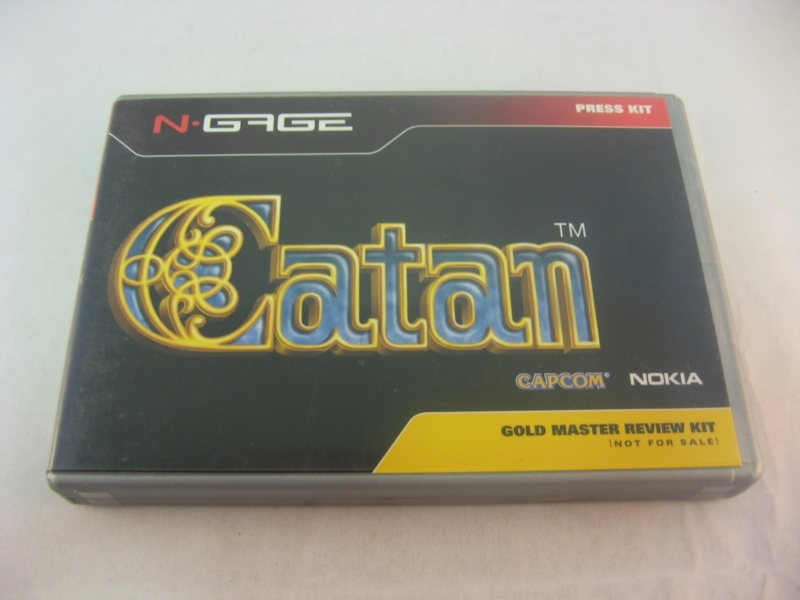 N·GAGE
PRESS KIT
Catan™
CAPCOM® NOKIA
GOLD MASTER REVIEW KIT
[NOT FOR SALE]